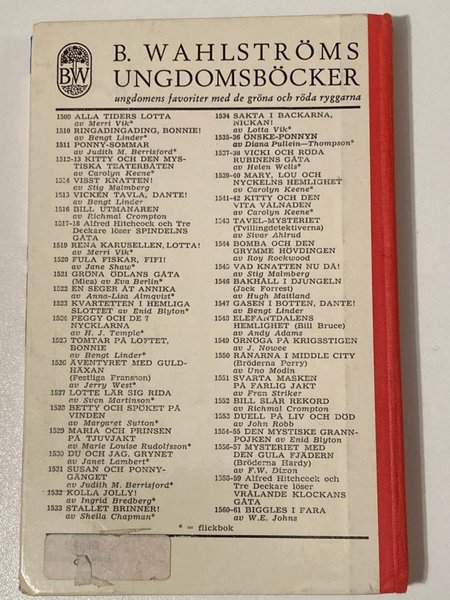 BW
B. WAHLSTRÖMS
UNGDOMSBÖCKER
ungdomens favoriter med de gröna och röda ryggarna
1509 ALLA TIDERS LOTTA
av Merri Vik*
1510 RINGADINGADING, BONNIE!
av Bengt Linder*
1511 PONNY-SOMMAR
av Judith M. Berrisford*
1512-13 KITTY OCH DEN MYS-
TISKA TEATERBÅTEN
av Carolyn Keene*
1514 VISST KNATTEN!
av Stig Malmberg
1515 VICKEN TAVLA, DANTE!
av Bengt Linder
1516 BILL UTMANAREN
av Richmal Crompton
1517-18 Alfred Hitchcock och Tre
Deckare löser SPINDELNS
GÅTA
1519 RENA KARUSELLEN, LOTTA!
av Merri Vik*
1520 FULA FISKAR, FIFI!
av Jane Shaw*
1521 GRÖNA ÖDLANS GÅTA
(Mica) av Eva Berlin*
1522 EN SEGER ÅT ANNIKA
av Anna-Lisa Almqvist*
1523 KVARTETTEN I HEMLIGA
SLOTTET av Enid Blyton*
1524 PEGGY OCH DE 7
NYCKLARNA
av H. J. Temple*
1525 TOMTAR PÅ LOFTET,
BONNIE
av Bengt Linder*
1526 ÄVENTYRET MED GULD-
HÄXAN
(Festliga Fransson)
av Jerry West*
1527 LOTTE LÄR SIG RIDA
av Sven Martinson*
1528 BETTY OCH SPÖKET PÅ
VINDEN
av Margaret Sutton*
1529 MARIA OCH PRINSEN
PÅ TJUVJAKT
av Marie Louise Rudolfsson*
1530 DU OCH JAG, GRYNET
av Janet Lambert*
1531 SUSAN OCH PONNY-
GÄNGET
av Judith M. Berrisford*
1532 KOLLA JOLLY!
av Ingrid Bredberg*
1533 STALLET BRINNER!
av Sheila Chapman*
1534 SAKTA I BACKARNA,
NICKAN!
av Lotta Vik*
1535-36 ÖNSKE-PONNYN
av Diana Pullein-Thompson*
1537-38 VICKI OCH RÖDA
RUBINENS GÅTA
av Helen Wells*
1539-40 MARY, LOU OCH
NYCKELNS HEMLIGHET
av Carolyn Keene*
1541-42 KITTY OCH DEN
VITA VÅLNADEN
av Carolyn Keene*
1543 TAVEL-MYSTERIET
(Tvillingdetektiverna)
av Sivar Ahlrud
1544 BOMBA OCH DEN
GRYMME HÖVDINGEN
av Roy Rockwood
1545 VAD KNATTEN NU DÅ!
av Stig Malmberg
1546 BAKHÅLL I DJUNGELN
(Jack Forrest)
av Hugh Maitland
1547 GASEN I BOTTEN, DANTE!
av Bengt Linder
1548 ELEFANTDALENS
HEMLIGHET (Bill Bruce)
av Andy Adams
1549 ÖRNÖGA PÅ KRIGSSTIGEN
av J. Nowee
1550 RÅNARNA I MIDDLE CITY
(Bröderna Perry)
av Uno Modin
1551 SVARTA MASKEN
PÅ FARLIG JAKT
av Fran Striker
1552 BILL SLÅR REKORD
av Richmal Crompton
1553 DUELL PÅ LIV OCH DÖD
av John Robb
1554-55 DEN MYSTISKE GRANN-
POJKEN av Enid Blyton
1556-57 MYSTERIET MED
DEN GULA FJÄDERN
(Bröderna Hardy)
av F.W. Dixon
1558-59 Alfred Hitchcock och
Tre Deckare löser
VRÅLANDE KLOCKANS
GÅTA
1560-61 BIGGLES I FARA
av W.E. Johns
* = flickbok